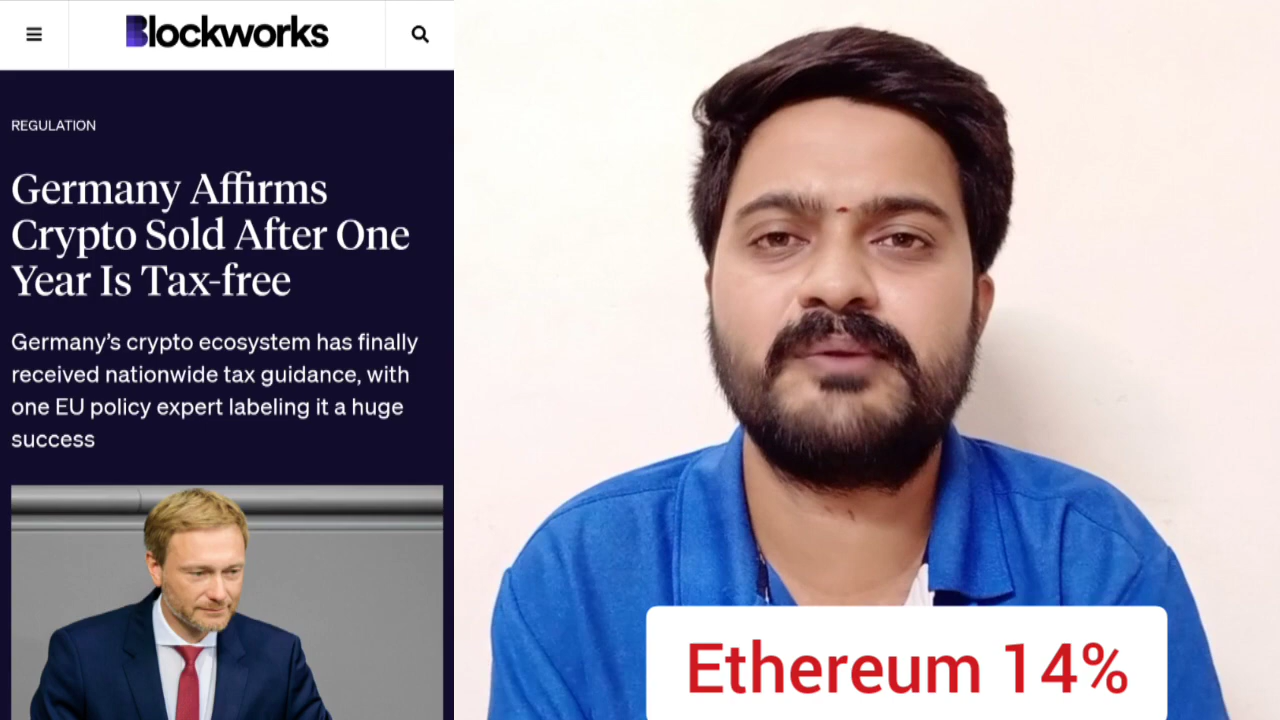 Blockworks
REGULATION
Germany Affirms
Crypto Sold After One
Year Is Tax-free
Germany’s crypto ecosystem has finally
received nationwide tax guidance, with
one EU policy expert labeling it a huge
success
Ethereum 14%